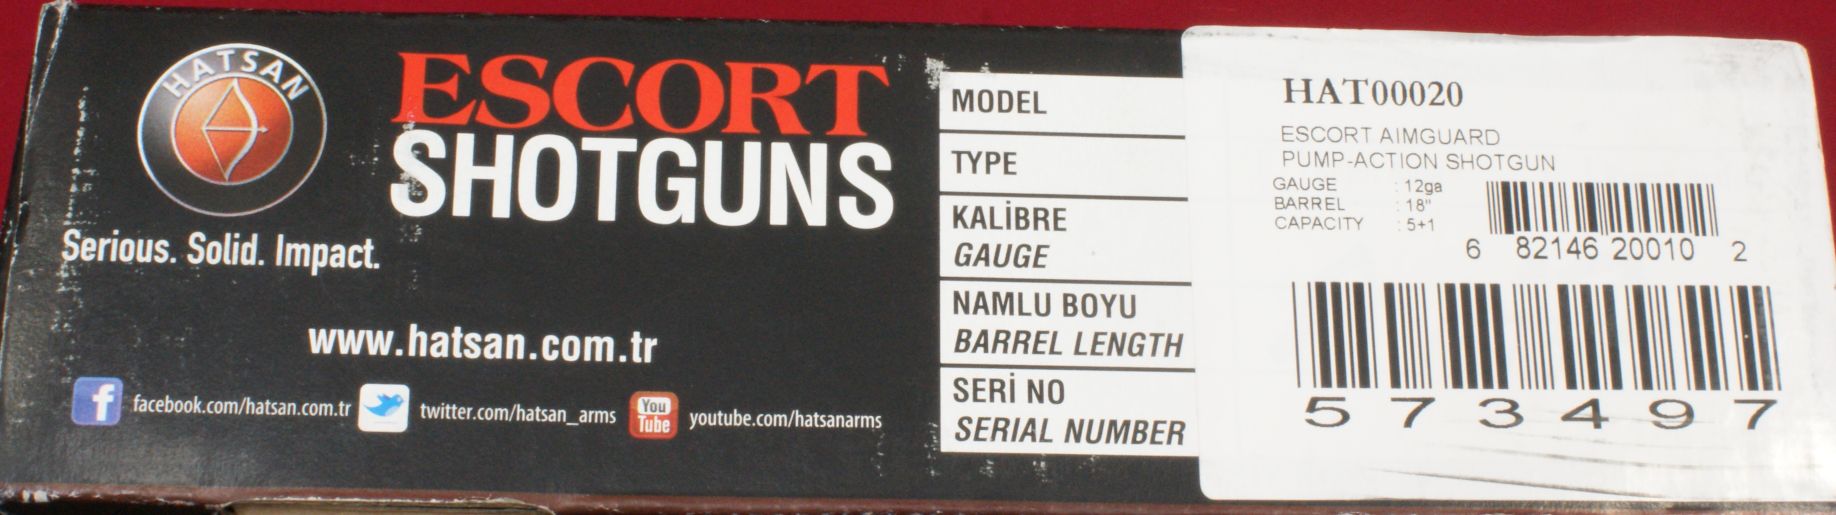 HATSAN
ESCORT
SHOTGUNS
Serious. Solid. Impact.
www.hatsan.com.tr
f facebook.com/hatsan.com.tr
twitter.com/hatsan_arms
You
Tube
youtube.com/hatsanarms
MODEL
TYPE
KALİBRE
GAUGE
NAMLU BOYU
BARREL LENGTH
SERİ NO
SERIAL NUMBER
HAT00020
ESCORT AIMGUARD
PUMP-ACTION SHOTGUN
GAUGE : 12ga
BARREL : 18"
CAPACITY : 5+1
6 82146 20010 2
573497